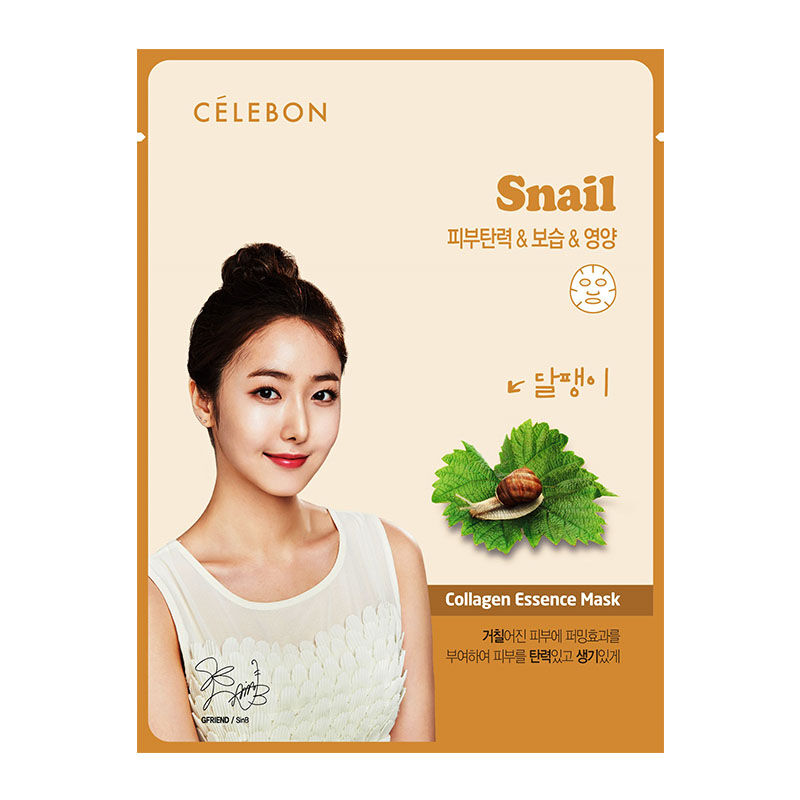 CÉLEBON
Snail
피부탄력 & 보습 & 영양
달팽이
Collagen Essence Mask
거칠어진 피부에 퍼밍효과를
부여하여 피부를 탄력있고 생기있게
GFRIEND / SinB